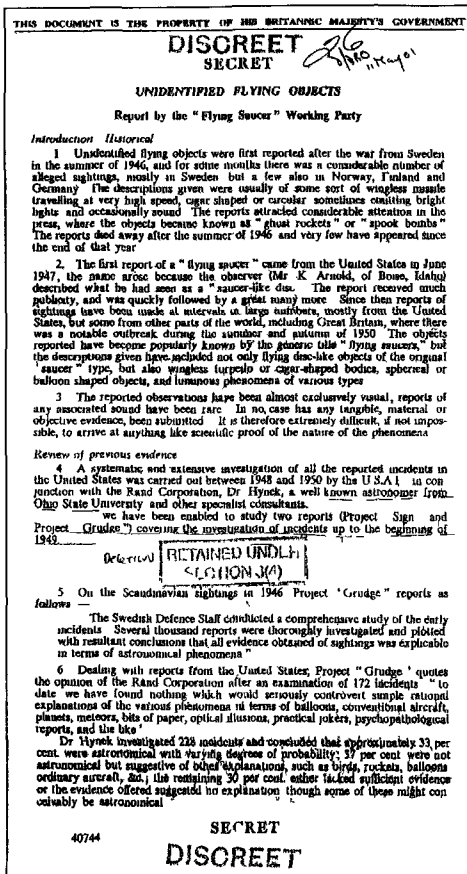 THIS DOCUMENT IS THE PROPERTY OF HIS BRITANNIC MAJESTY'S GOVERNMENT
DISCREET
SECRET
UNIDENTIFIED FLYING OBJECTS
Report by the "Flying Saucer" Working Party
Introduction Historical
1 Unidentified flying objects were first reported after the war from Sweden
in the summer of 1946, and for some months there was a considerable number of
alleged sightings, mostly in Sweden but a few also in Norway, Finland and
Germany The descriptions given were usually of some sort of wingless missile
travelling at very high speed, cigar shaped or circular sometimes emitting bright
lights and occasionally sound The reports attracted considerable attention in the
press, where the objects became known as "ghost rockets" or "spook bombs"
The reports died away after the summer of 1946 and very few have appeared since
the end of that year
2. The first report of a "flying saucer" came from the United States in June
1947, the name arose because the observer (Mr K Arnold, of Boise, Idaho)
described what he had seen as a "saucer-like disc The report received much
publicity, and was quickly followed by a great many more Since then reports of
sightings have been made at intervals in large numbers, mostly from the United
States, but some from other parts of the world, including Great Britain, where there
was a notable outbreak during the summer and autumn of 1950 The objects
reported have become popularly known by the generic title "flying saucers," but
the descriptions given have included not only flying disc-like objects of the original
'saucer" type, but also wingless torpedo or cigar-shaped bodies, spherical or
balloon shaped objects, and luminous phenomena of various types
3 The reported observations have been almost exclusively visual, reports of
any associated sound have been rare In no case has any tangible, material or
objective evidence, been submitted It is therefore extremely difficult, if not impos-
sible, to arrive at anything like scientific proof of the nature of the phenomena
Review of previous evidence
4 A systematic and extensive investigation of all the reported incidents in
the United States was carried out between 1948 and 1950 by the U S A F in con
junction with the Rand Corporation, Dr Hynek, a well known astronomer from
Ohio State University and other specialist consultants.
we have been enabled to study two reports (Project Sign and
Project Grudge") covering the investigation of incidents up to the beginning of
1949
RETAINED UNDER
SECTION 3(4)
5 On the Scandinavian sightings in 1946 Project 'Grudge" reports as
follows —
The Swedish Defence Staff conducted a comprehensive study of the early
incidents Several thousand reports were thoroughly investigated and plotted
with resultant conclusions that all evidence obtained of sightings was explicable
in terms of astronomical phenomena"
6 Dealing with reports from the United States, Project "Grudge' quotes
the opinion of the Rand Corporation after an examination of 172 incidents "to
date we have found nothing which would seriously controvert simple rational
explanations of the various phenomena in terms of balloons, conventional aircraft,
planets, meteors, bits of paper, optical illusions, practical jokers, psychopathological
reports, and the like'
Dr Hynek investigated 228 incidents and concluded that approximately 33 per
cent. were astronomical with varying degrees of probability; 37 per cent were not
astronomical but suggestive of other explanations, such as birds, rockets, balloons
ordinary aircraft, &c.; the remaining 30 per cent. either lacked sufficient evidence
or the evidence offered suggested no explanation though some of these might con
ceivably be astronomical
SECRET
40744
DISCREET